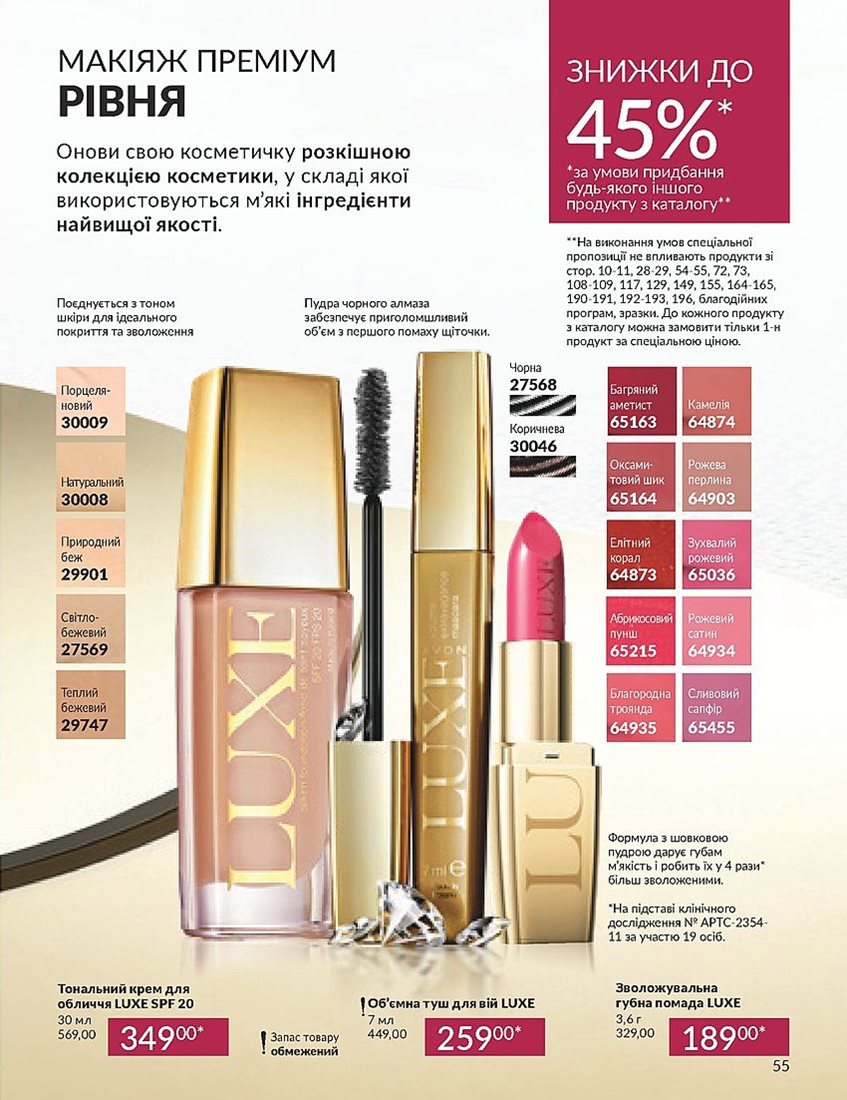 МАКІЯЖ ПРЕМІУМ
РІВНЯ
Онови свою косметичку розкішною
колекцією косметики, у складі якої
використовуються м'які інгредієнти
найвищої якості.
ЗНИЖКИ ДО
45%*
*за умови придбання
будь-якого іншого
продукту з каталогу**
**На виконання умов спеціальної
пропозиції не впливають продукти зі
стор. 10-11, 28-29, 54-55, 72, 73,
108-109, 117, 129, 149, 155, 164-165,
190-191, 192-193, 196, благодійних
програм, зразки. До кожного продукту
з каталогу можна замовити тільки 1-н
продукт за спеціальною ціною.
Поєднується з тоном
шкіри для ідеального
покриття та зволоження
Пудра чорного алмаза
забезпечує приголомшливий
об'єм з першого помаху щіточки.
Порцеля-
новий
30009
Натуральний
30008
Природний
беж
29901
Світло-
бежевий
27569
Теплий
бежевий
29747
Чорна
27568
Коричнева
30046
Багряний
аметист
65163
Камелія
64874
Оксами-
товий шик
65164
Рожева
перлина
64903
Елітний
корал
64873
Зухвалий
рожевий
65036
Абрикосовий
пунш
65215
Рожевий
сатин
64934
Благородна
троянда
64935
Сливовий
сапфір
65455
LUXE
SPF 20 FPS 20
LUXE
AVON
volume
extravagance
mascara
7 ml e
LUXE
LU
Формула з шовковою
пудрою дарує губам
м'якість і робить їх у 4 рази*
більш зволоженими.
*На підставі клінічного
дослідження № APTC-2354-
11 за участю 19 осіб.
Тональний крем для
обличчя LUXE SPF 20
30 мл
569,00
34900*
! Запас товару
обмежений
! Об'ємна туш для вій LUXE
7 мл
449,00
25900*
Зволожувальна
губна помада LUXE
3,6 г
329,00
18900*
55